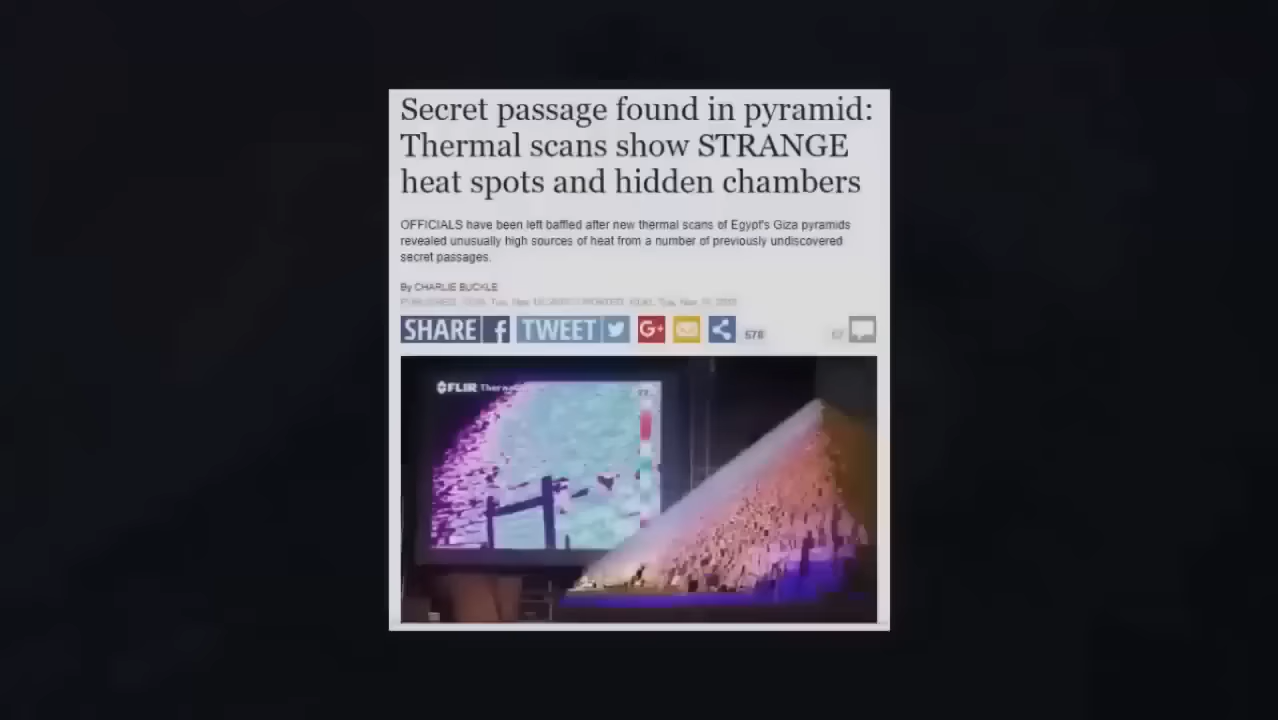 Secret passage found in pyramid:
Thermal scans show STRANGE
heat spots and hidden chambers
OFFICIALS have been left baffled after new thermal scans of Egypt's Giza pyramids
revealed unusually high sources of heat from a number of previously undiscovered
secret passages.
By CHARLIE BUCKLE
SHARE f TWEET G+ 578
FLIR